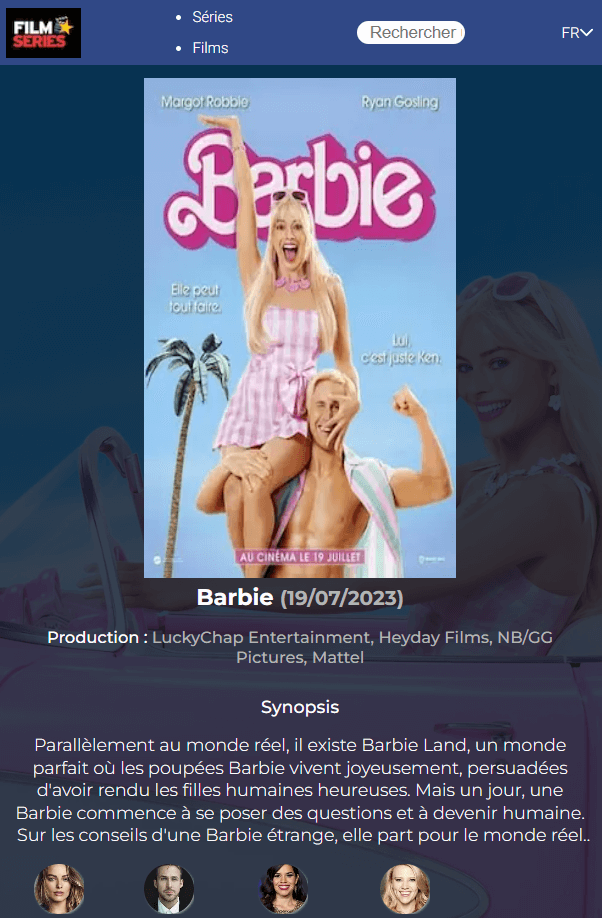 FILM
SERIES
Séries
Films
Rechercher
FR
Margot Robbie
Ryan Gosling
Barbie
Elle peut
tout faire.
Lui,
c'est juste Ken.
AU CINÉMA LE 19 JUILLET
Barbie (19/07/2023)
Production : LuckyChap Entertainment, Heyday Films, NB/GG
Pictures, Mattel
Synopsis
Parallèlement au monde réel, il existe Barbie Land, un monde
parfait où les poupées Barbie vivent joyeusement, persuadées
d'avoir rendu les filles humaines heureuses. Mais un jour, une
Barbie commence à se poser des questions et à devenir humaine.
Sur les conseils d'une Barbie étrange, elle part pour le monde réel..